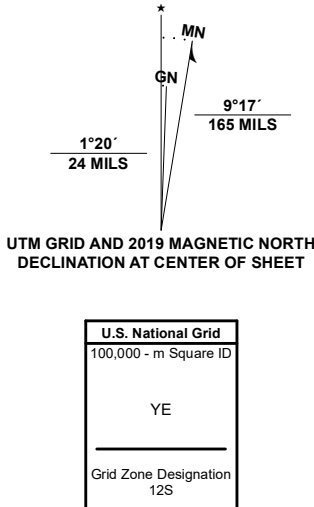 MN
GN
9°17´
165 MILS
1°20´
24 MILS
UTM GRID AND 2019 MAGNETIC NORTH
DECLINATION AT CENTER OF SHEET
U.S. National Grid
100,000 - m Square ID
YE
Grid Zone Designation
12S